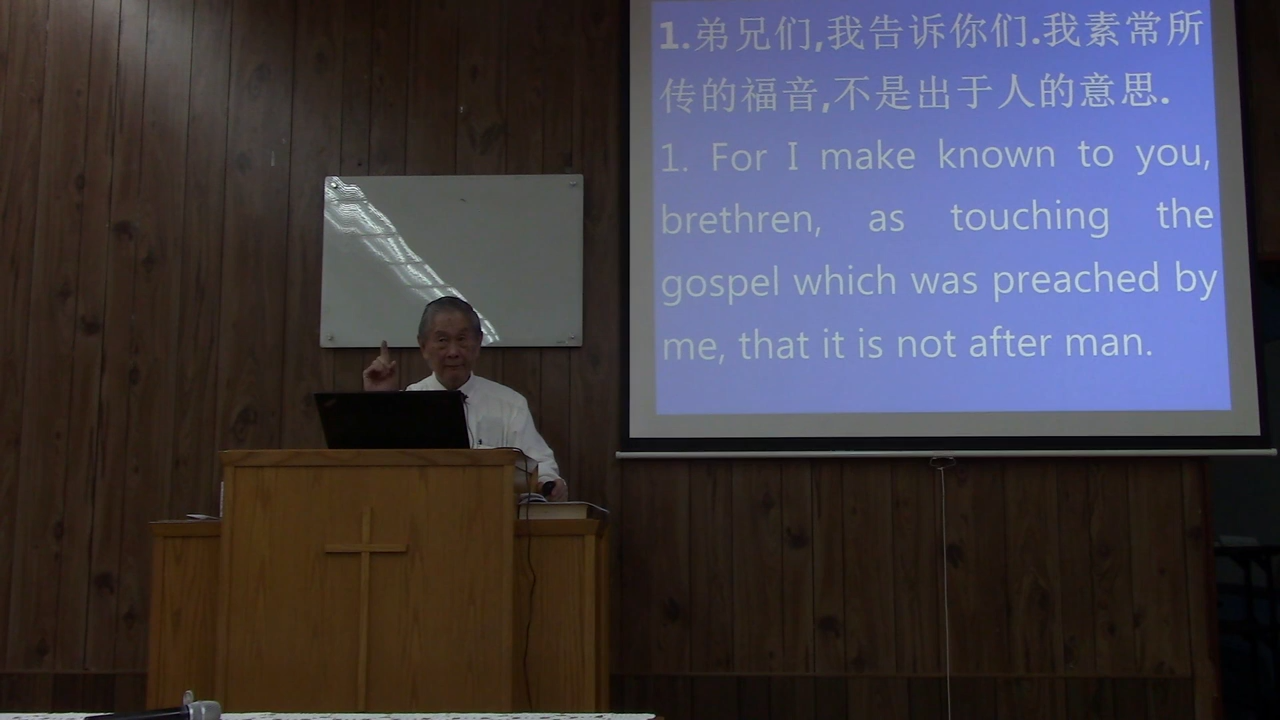 1.弟兄们,我告诉你们.我素常所
传的福音,不是出于人的意思.
1. For I make known to you,
brethren, as touching the
gospel which was preached by
me, that it is not after man.